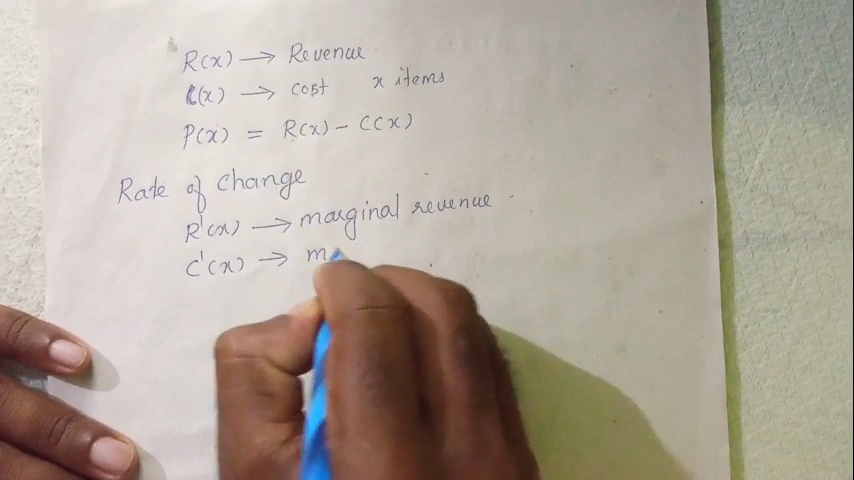 R(x) → Revenue
C(x) → cost x items
P(x) = R(x) - C(x)
Rate of change
R'(x) → marginal revenue
C'(x) → m